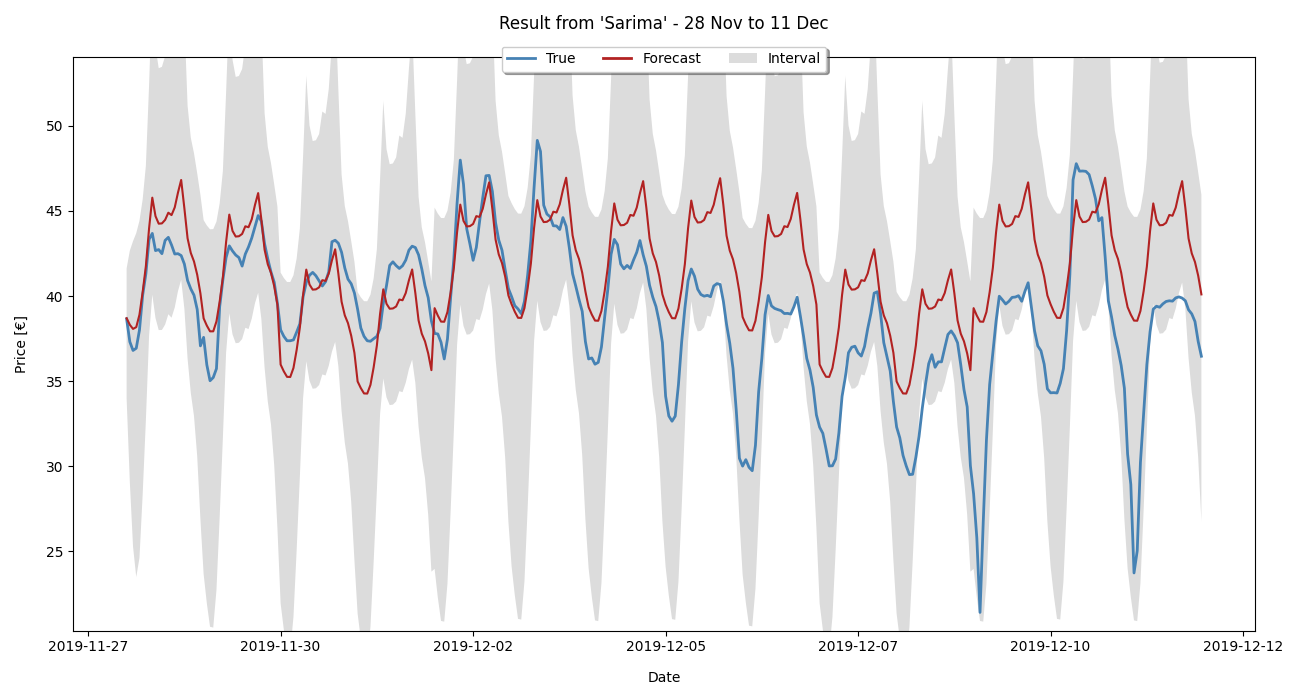 Result from 'Sarima' - 28 Nov to 11 Dec
True Forecast Interval
Price [€]
50
45
40
35
30
25
2019-11-27 2019-11-30 2019-12-02 2019-12-05 2019-12-07 2019-12-10 2019-12-12
Date